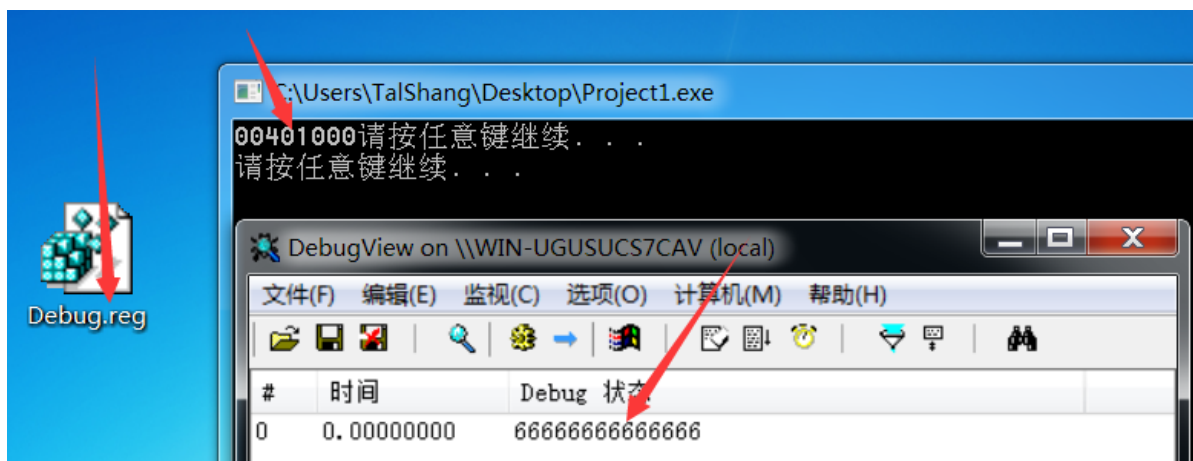 C:\Users\TalShang\Desktop\Project1.exe
00401000请按任意键继续. . .
请按任意键继续. . .
Debug.reg
DebugView on \\WIN-UGUSUCS7CAV (local)
文件(F) 编辑(E) 监视(C) 选项(O) 计算机(M) 帮助(H)
# 时间 Debug 状态
0 0.00000000 66666666666666